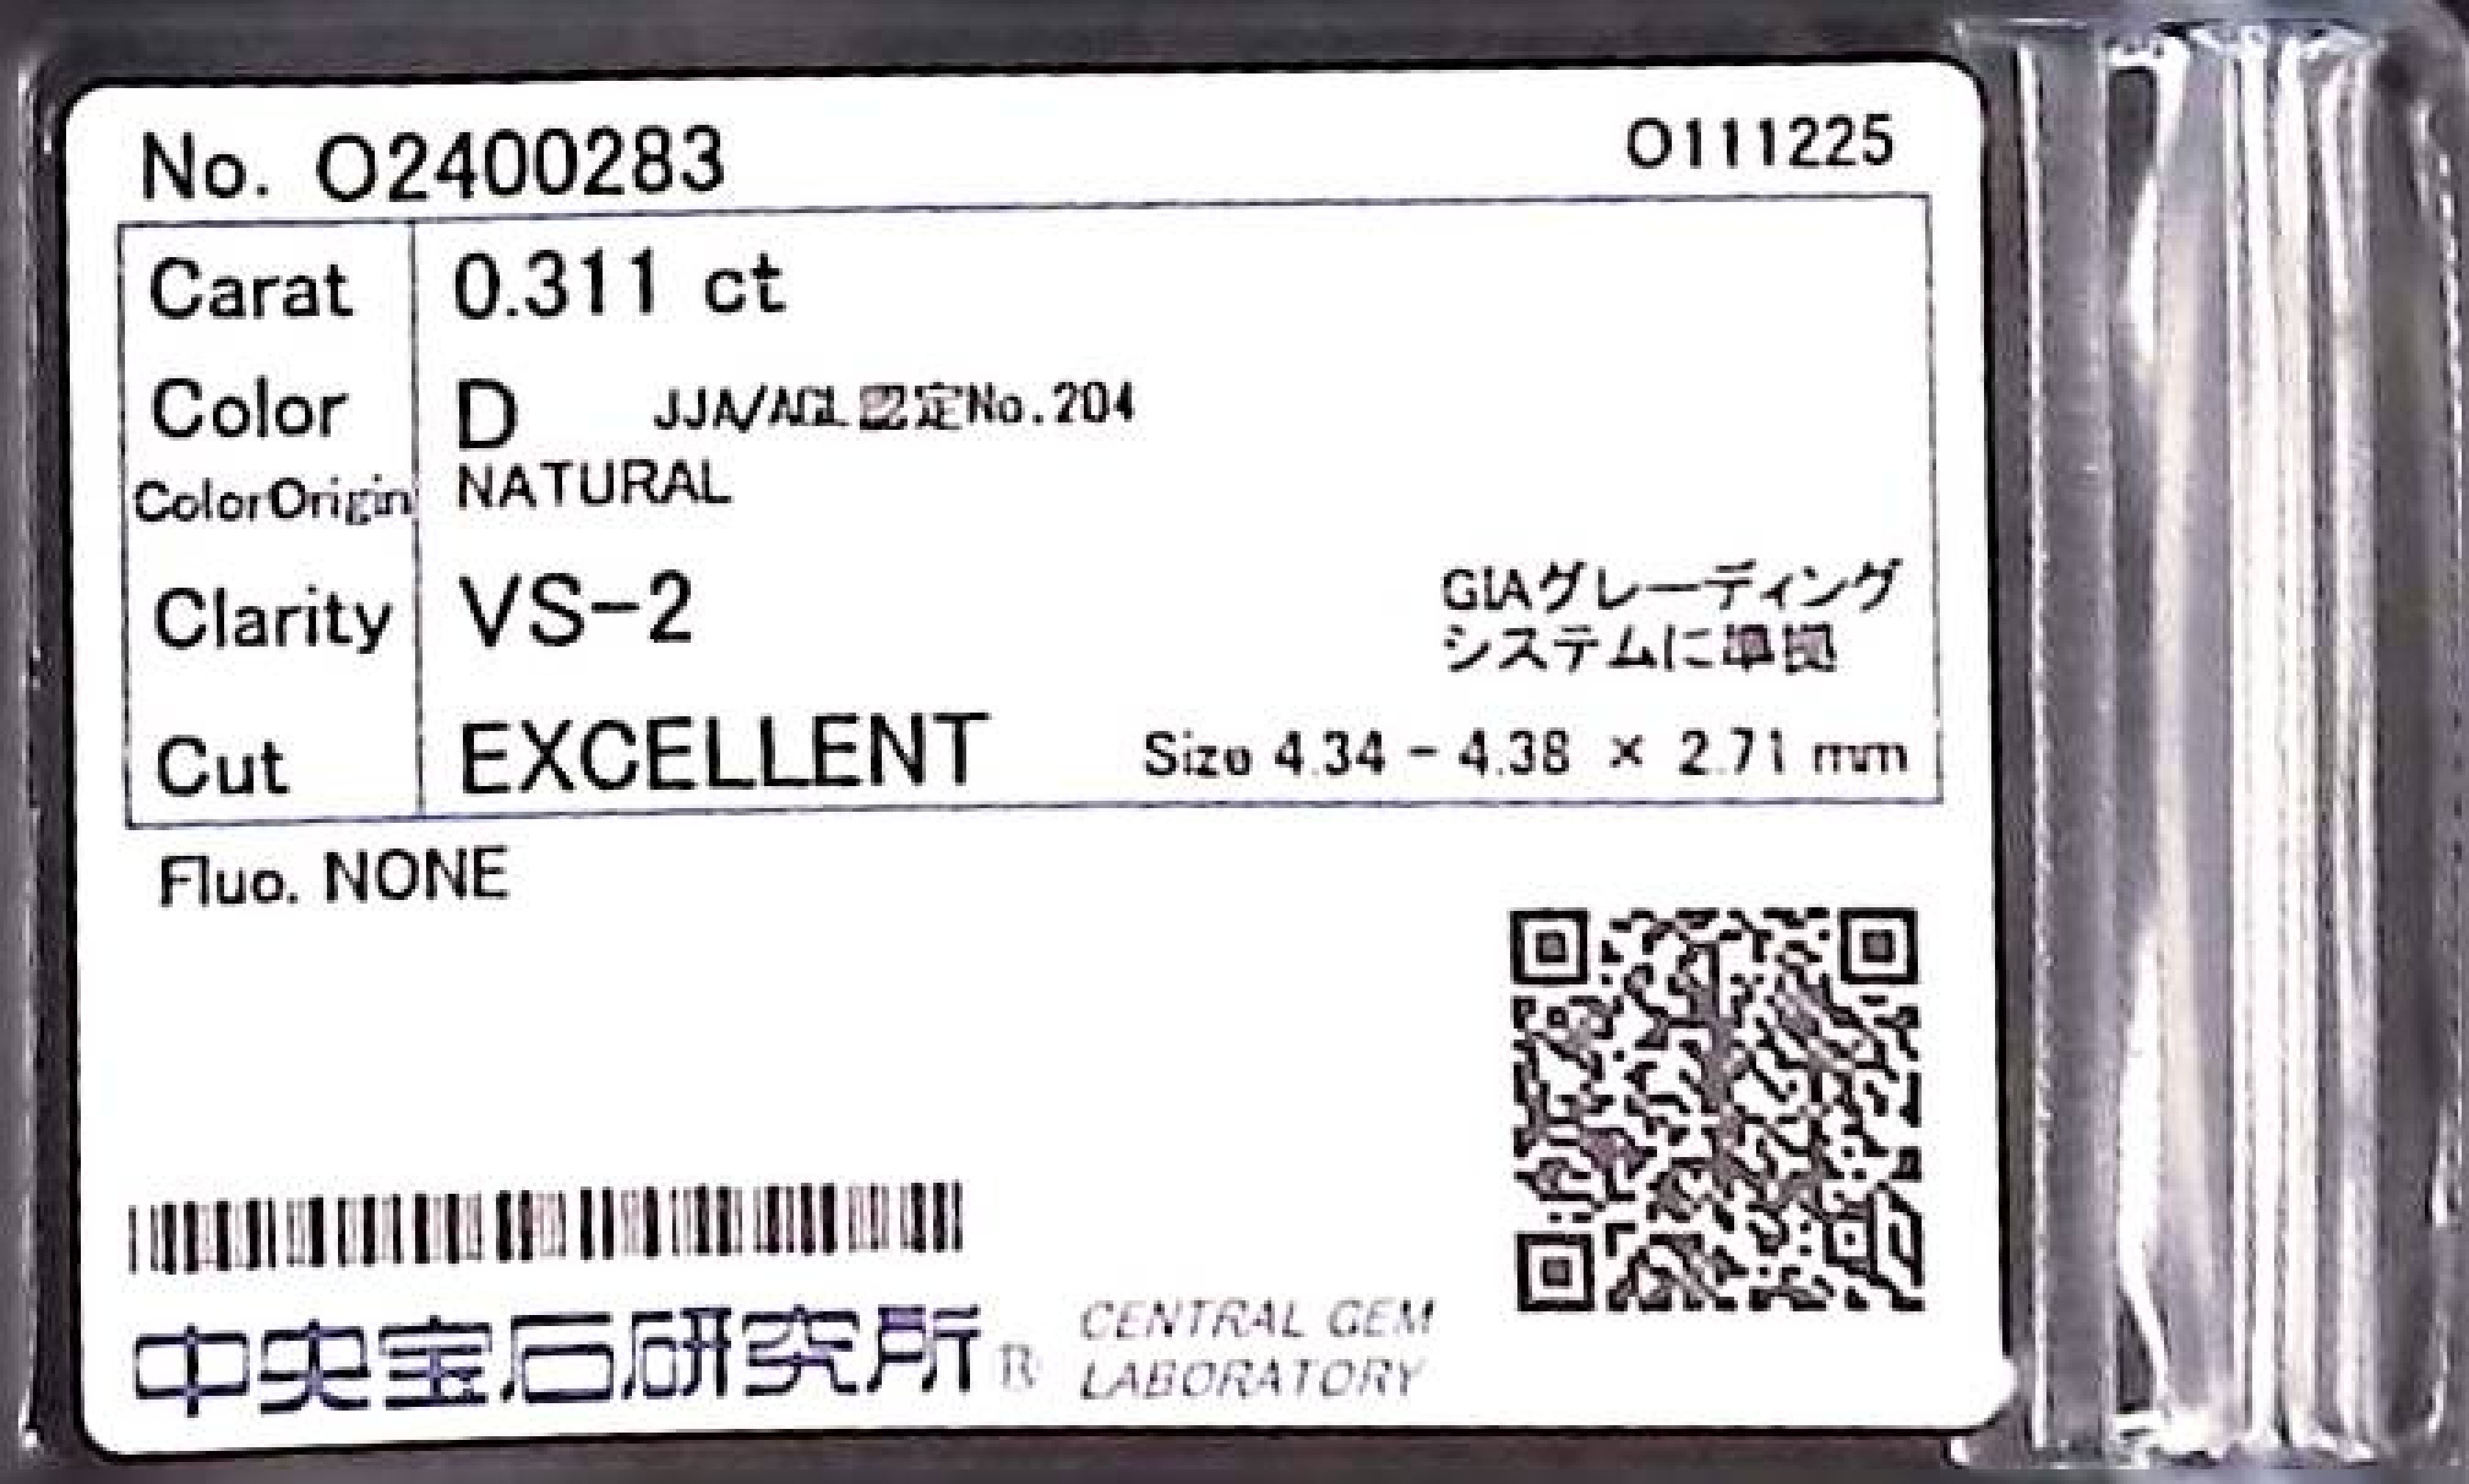 No. O2400283
O111225
Carat 0.311 ct
Color D JJA/AGL認定No.204
ColorOrigin NATURAL
Clarity VS-2
GIAグレーディング
システムに準拠
Cut EXCELLENT Size 4.34 - 4.38 × 2.71 mm
Fluo. NONE
中央宝石研究所®
CENTRAL GEM
LABORATORY